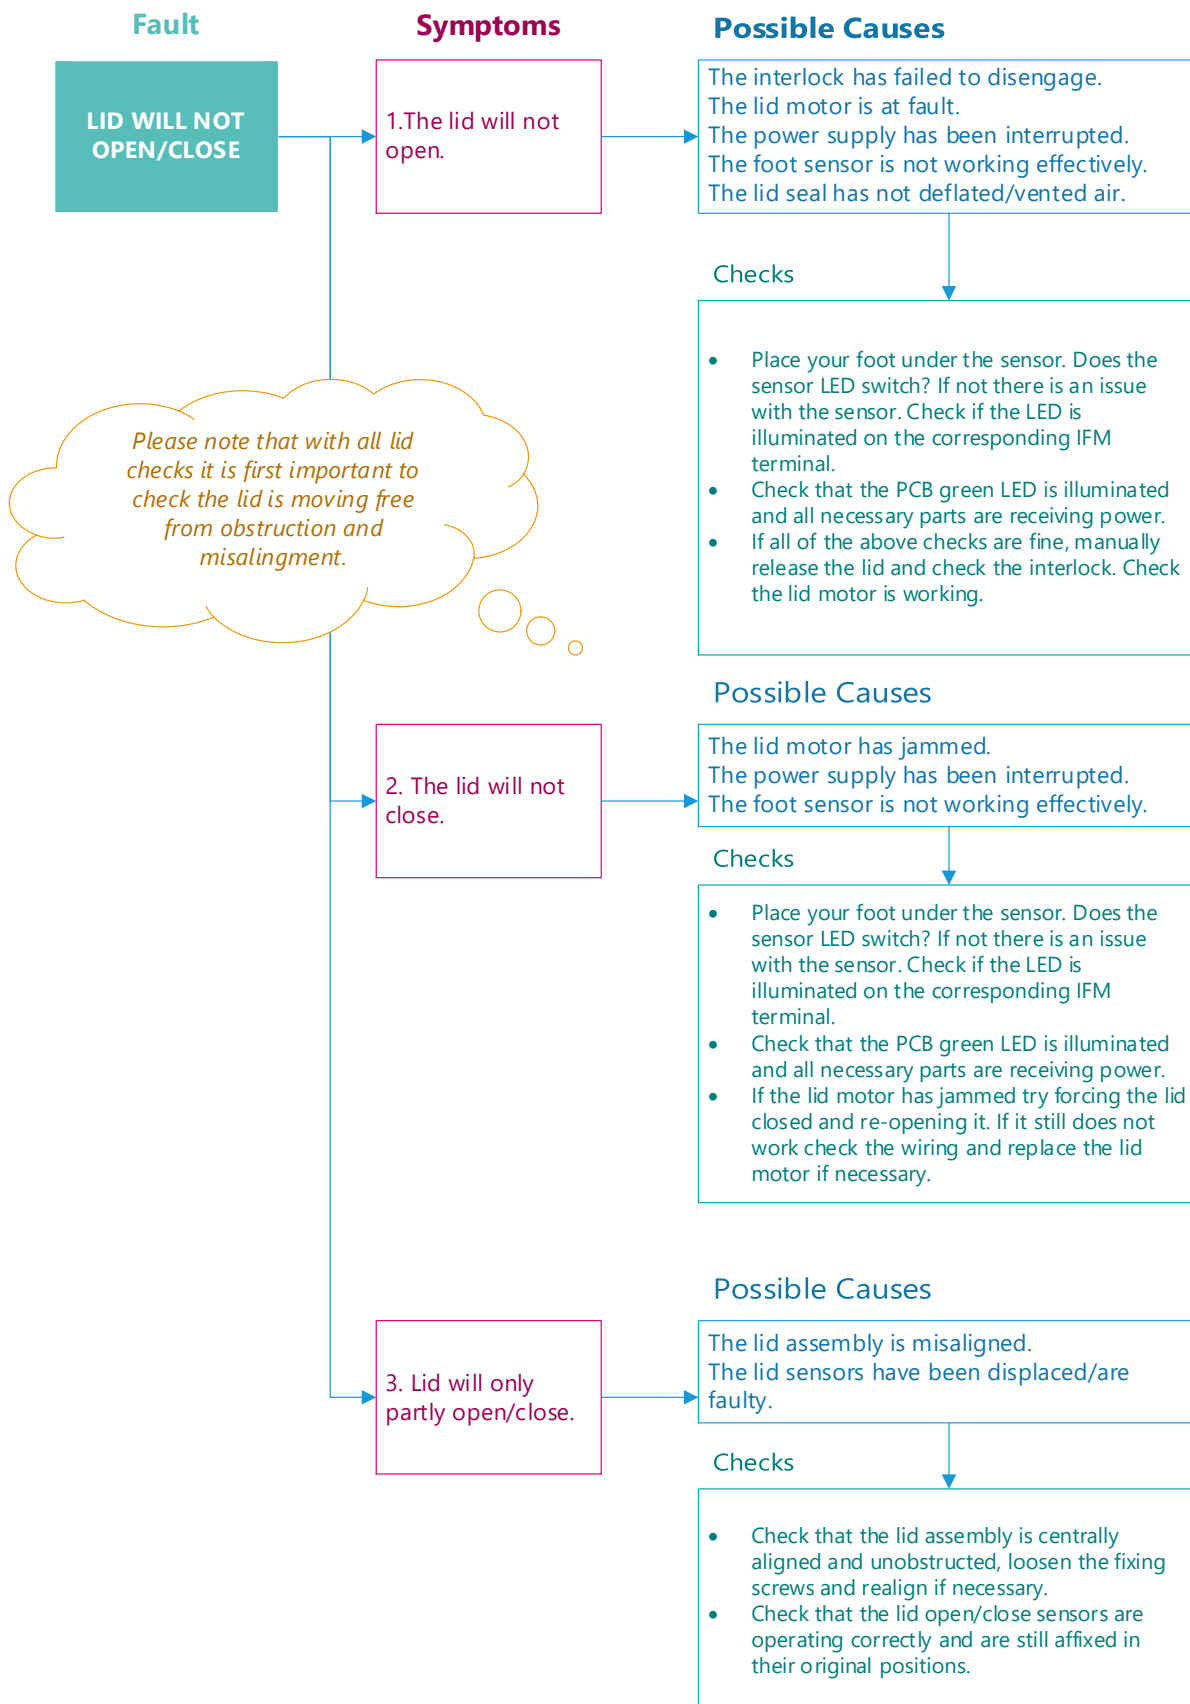 Fault
Symptoms
Possible Causes
LID WILL NOT
OPEN/CLOSE
1.The lid will not
open.
The interlock has failed to disengage.
The lid motor is at fault.
The power supply has been interrupted.
The foot sensor is not working effectively.
The lid seal has not deflated/vented air.
Checks
• Place your foot under the sensor. Does the
sensor LED switch? If not there is an issue
with the sensor. Check if the LED is
illuminated on the corresponding IFM
terminal.
• Check that the PCB green LED is illuminated
and all necessary parts are receiving power.
• If all of the above checks are fine, manually
release the lid and check the interlock. Check
the lid motor is working.
Please note that with all lid
checks it is first important to
check the lid is moving free
from obstruction and
misalingment.
Possible Causes
2. The lid will not
close.
The lid motor has jammed.
The power supply has been interrupted.
The foot sensor is not working effectively.
Checks
• Place your foot under the sensor. Does the
sensor LED switch? If not there is an issue
with the sensor. Check if the LED is
illuminated on the corresponding IFM
terminal.
• Check that the PCB green LED is illuminated
and all necessary parts are receiving power.
• If the lid motor has jammed try forcing the lid
closed and re-opening it. If it still does not
work check the wiring and replace the lid
motor if necessary.
Possible Causes
3. Lid will only
partly open/close.
The lid assembly is misaligned.
The lid sensors have been displaced/are
faulty.
Checks
• Check that the lid assembly is centrally
aligned and unobstructed, loosen the fixing
screws and realign if necessary.
• Check that the lid open/close sensors are
operating correctly and are still affixed in
their original positions.